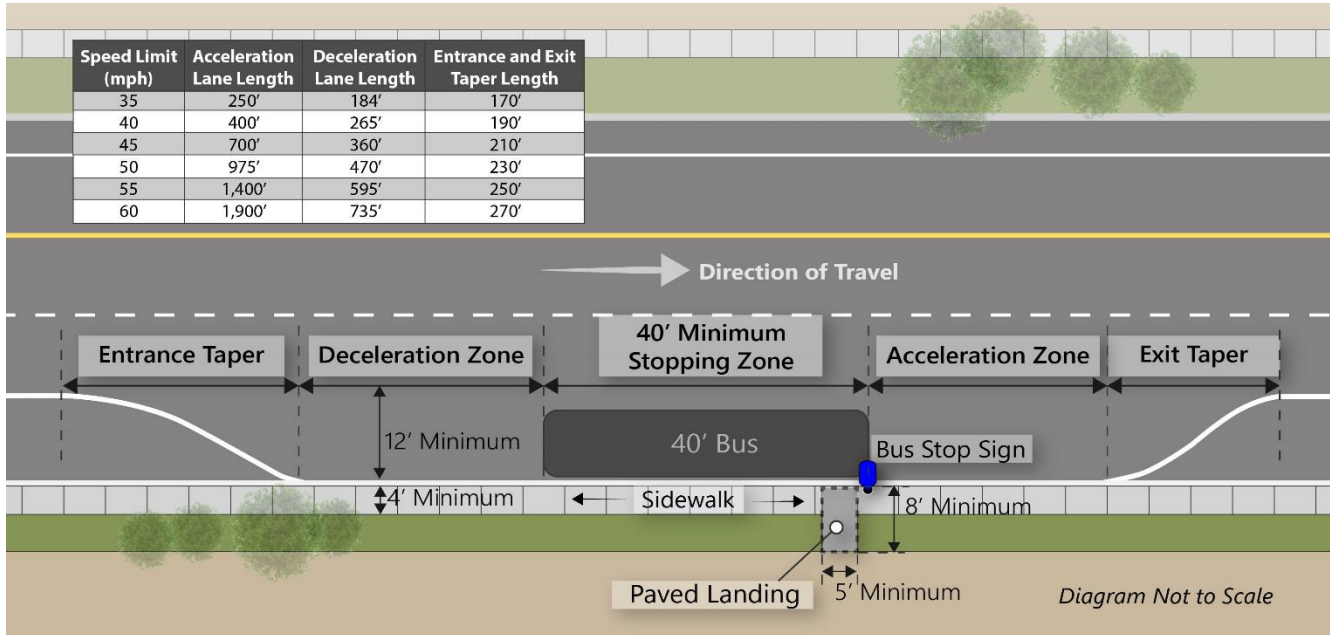 Speed Limit (mph) Acceleration Lane Length Deceleration Lane Length Entrance and Exit Taper Length
35 250’ 184’ 170’
40 400’ 265’ 190’
45 700’ 360’ 210’
50 975’ 470’ 230’
55 1,400’ 595’ 250’
60 1,900’ 735’ 270’
Direction of Travel
Entrance Taper
Deceleration Zone
40’ Minimum
Stopping Zone
Acceleration Zone
Exit Taper
12’ Minimum
40’ Bus
Bus Stop Sign
4’ Minimum
Sidewalk
8’ Minimum
Paved Landing
5’ Minimum
Diagram Not to Scale